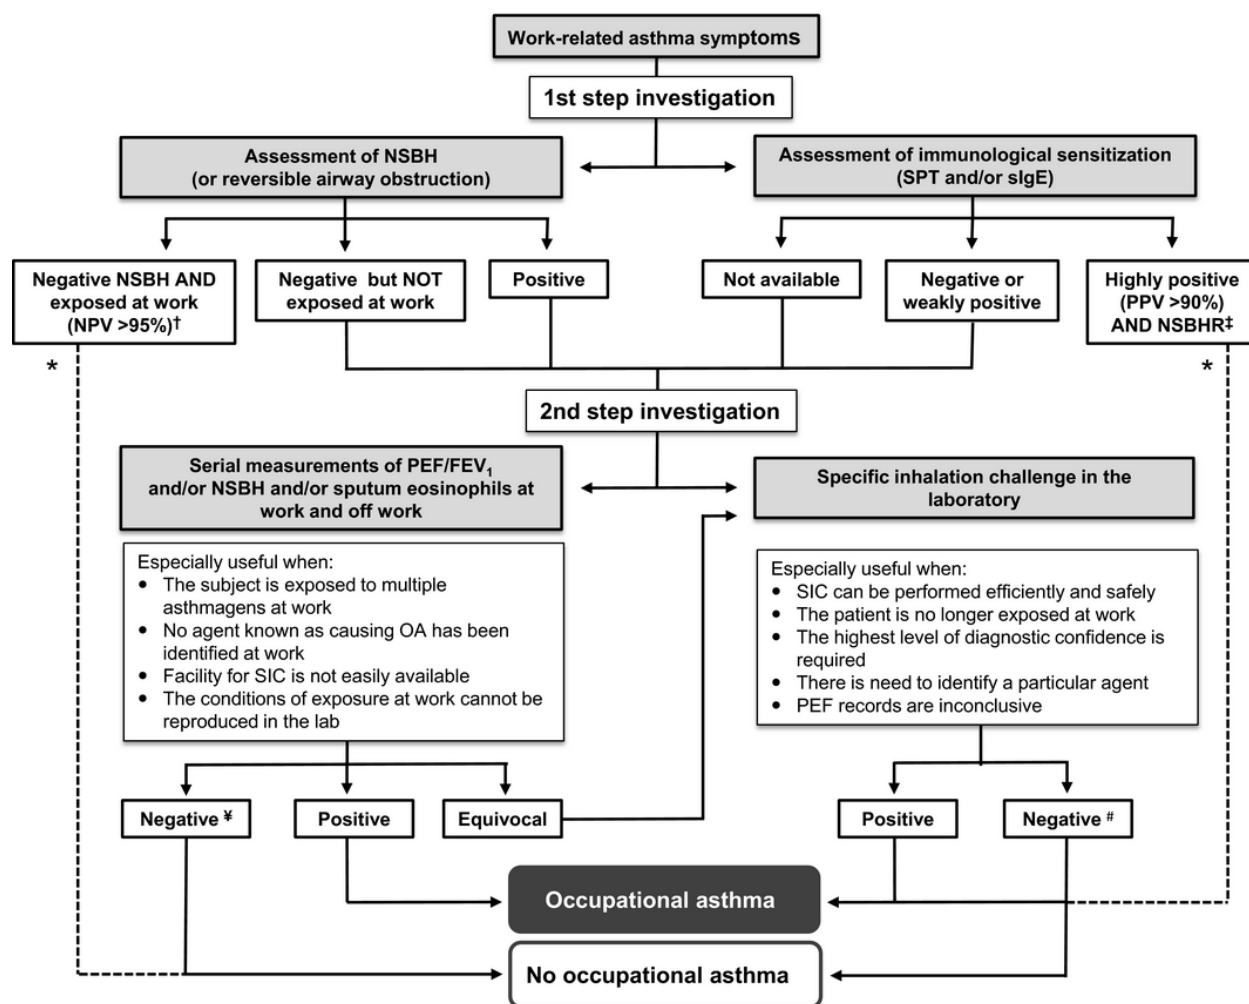 Work-related asthma symptoms
1st step investigation
Assessment of NSBH
(or reversible airway obstruction)
Assessment of immunological sensitization
(SPT and/or sIgE)
Negative NSBH AND
exposed at work
(NPV >95%)†
Negative but NOT
exposed at work
Positive
Not available
Negative or
weakly positive
Highly positive
(PPV >90%)
AND NSBHR‡
*
*
2nd step investigation
Serial measurements of PEF/FEV₁
and/or NSBH and/or sputum eosinophils at
work and off work
Specific inhalation challenge in the
laboratory
Especially useful when:
• The subject is exposed to multiple
asthmagens at work
• No agent known as causing OA has been
identified at work
• Facility for SIC is not easily available
• The conditions of exposure at work cannot be
reproduced in the lab
Especially useful when:
• SIC can be performed efficiently and safely
• The patient is no longer exposed at work
• The highest level of diagnostic confidence is
required
• There is need to identify a particular agent
• PEF records are inconclusive
Negative ¥
Positive
Equivocal
Positive
Negative #
Occupational asthma
No occupational asthma